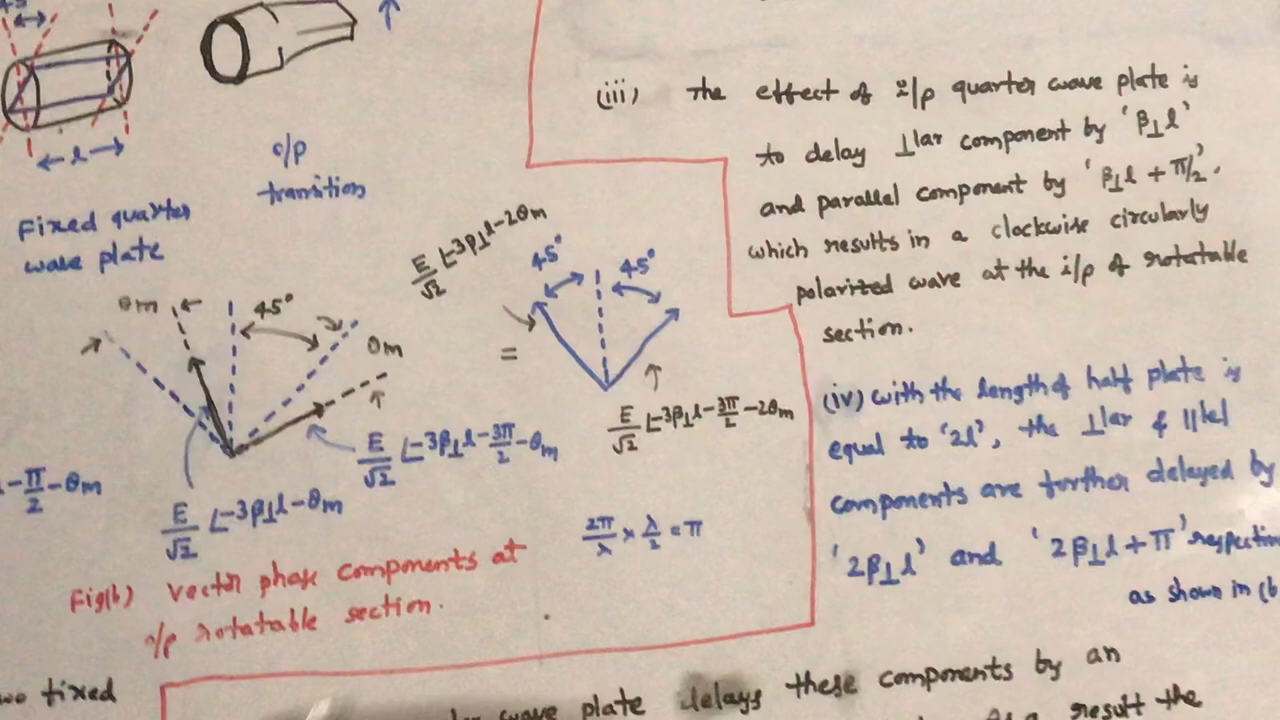 45
← l →
o/p
transition
Fixed quarter
wave plate
(iii) The effect of i/p quarter wave plate is
to delay ⊥lar component by 'β⊥l'
and parallel component by 'β⊥l + π/2'.
which results in a clockwise circularly
polarized wave at the i/p of rotatable
section.
E/√2 ∠-3β⊥l-2θm
45°
45°
θm
45°
θm
=
E/√2 ∠-3β⊥l-3π/2-2θm
E/√2 ∠-3β⊥l-3π/2-θm
-π/2-θm
E/√2 ∠-3β⊥l-θm
2π/λ × λ/2 = π
(iv) with the length of half plate is
equal to '2l', the ⊥lar & ||lel
components are further delayed by
'2β⊥l' and '2β⊥l+π'
as shown in (b
Fig(b) vector phase components at
o/p rotatable section.
fixed
wave plate delays these components by an
result the